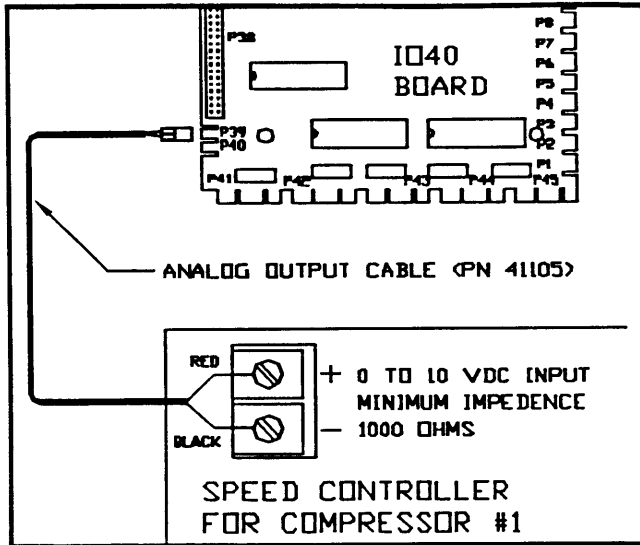 P38
IO40
BOARD
P8
P7
P6
P5
P4
P3
P2
P1
P39
P40
P41
P42
P43
P44
P45
ANALOG OUTPUT CABLE (PN 41105)
RED
+ 0 TO 10 VDC INPUT
MINIMUM IMPEDENCE
BLACK
- 1000 OHMS
SPEED CONTROLLER
FOR COMPRESSOR #1